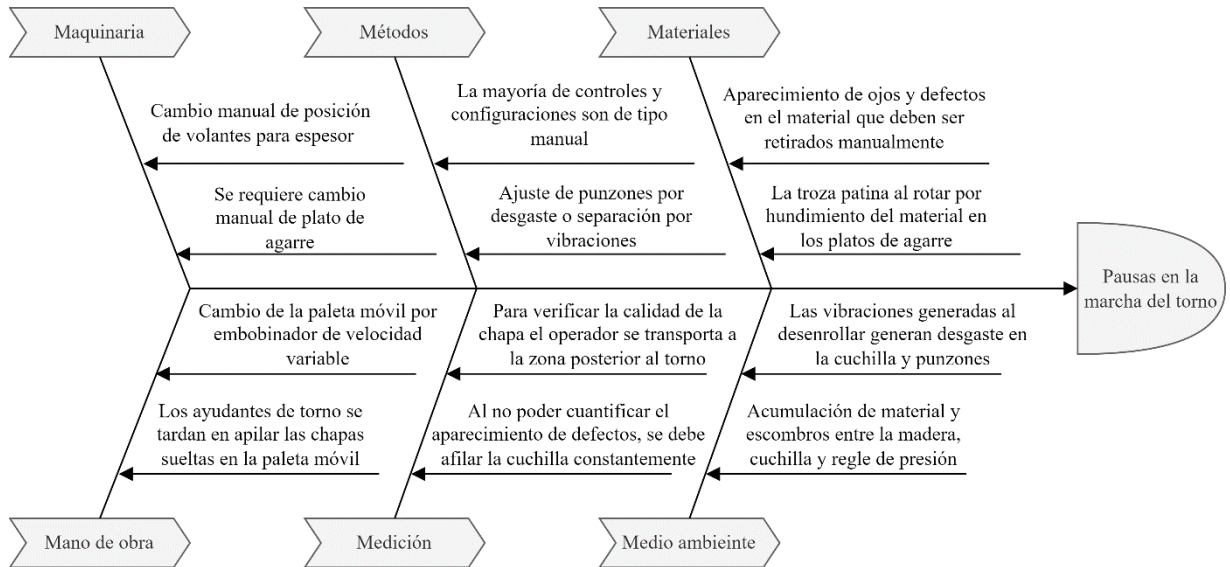 Maquinaria
Métodos
Materiales
Cambio manual de posición
de volantes para espesor
La mayoría de controles y
configuraciones son de tipo
manual
Aparecimiento de ojos y defectos
en el material que deben ser
retirados manualmente
Se requiere cambio
manual de plato de
agarre
Ajuste de punzones por
desgaste o separación por
vibraciones
La troza patina al rotar por
hundimiento del material en
los platos de agarre
Pausas en la
marcha del torno
Cambio de la paleta móvil por
embobinador de velocidad
variable
Para verificar la calidad de la
chapa el operador se transporta a
la zona posterior al torno
Las vibraciones generadas al
desenrollar generan desgaste en
la cuchilla y punzones
Los ayudantes de torno se
tardan en apilar las chapas
sueltas en la paleta móvil
Al no poder cuantificar el
aparecimiento de defectos, se debe
afilar la cuchilla constantemente
Acumulación de material y
escombros entre la madera,
cuchilla y regle de presión
Mano de obra
Medición
Medio ambieinte